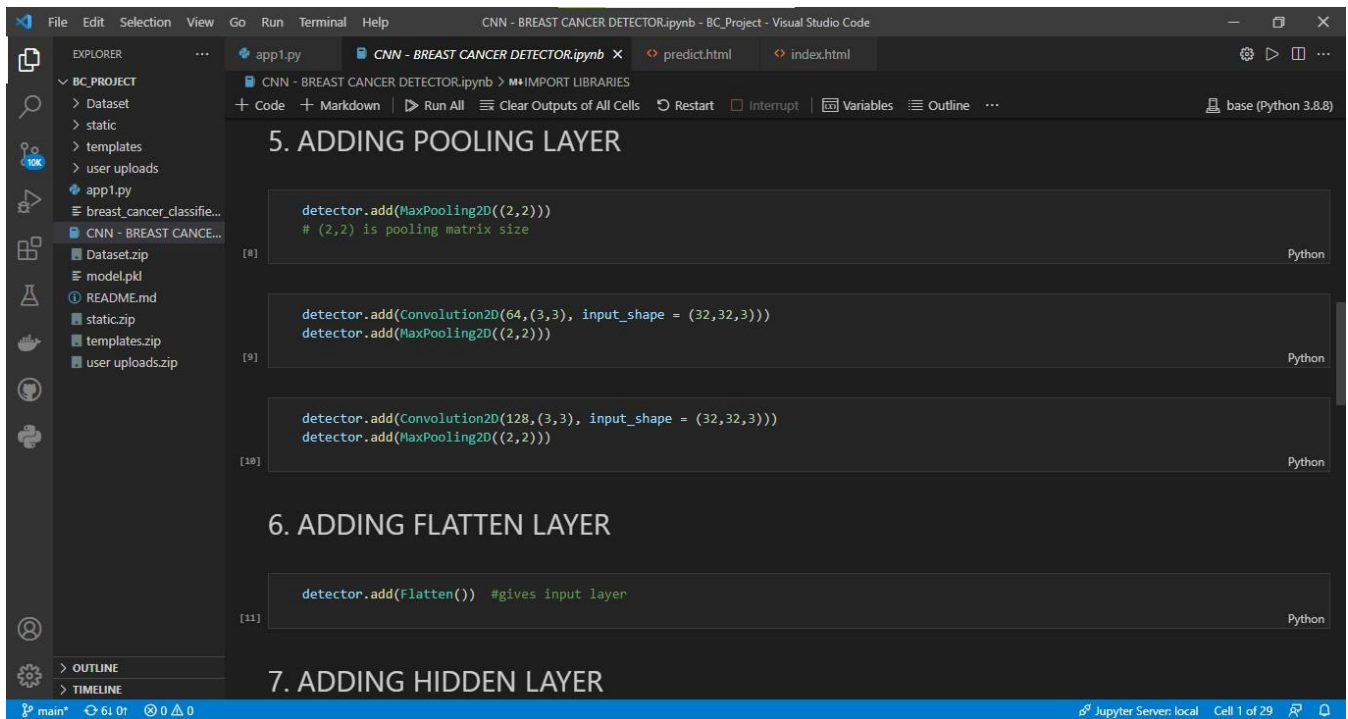 File Edit Selection View Go Run Terminal Help
CNN - BREAST CANCER DETECTOR.ipynb - BC_Project - Visual Studio Code
EXPLORER
app1.py
CNN - BREAST CANCER DETECTOR.ipynb
predict.html
index.html
BC_PROJECT
Dataset
static
templates
user uploads
app1.py
breast_cancer_classifie...
CNN - BREAST CANCE...
Dataset.zip
model.pkl
README.md
static.zip
templates.zip
user uploads.zip
OUTLINE
TIMELINE
10K
CNN - BREAST CANCER DETECTOR.ipynb > M↓IMPORT LIBRARIES
+ Code + Markdown | Run All Clear Outputs of All Cells Restart Interrupt | Variables Outline ...
base (Python 3.8.8)
5. ADDING POOLING LAYER
detector.add(MaxPooling2D((2,2)))
# (2,2) is pooling matrix size
[8]
Python
detector.add(Convolution2D(64,(3,3), input_shape = (32,32,3)))
detector.add(MaxPooling2D((2,2)))
[9]
Python
detector.add(Convolution2D(128,(3,3), input_shape = (32,32,3)))
detector.add(MaxPooling2D((2,2)))
[10]
Python
6. ADDING FLATTEN LAYER
detector.add(Flatten()) #gives input layer
[11]
Python
7. ADDING HIDDEN LAYER
main* 6↓ 0↑ 0 0
Jupyter Server: local Cell 1 of 29